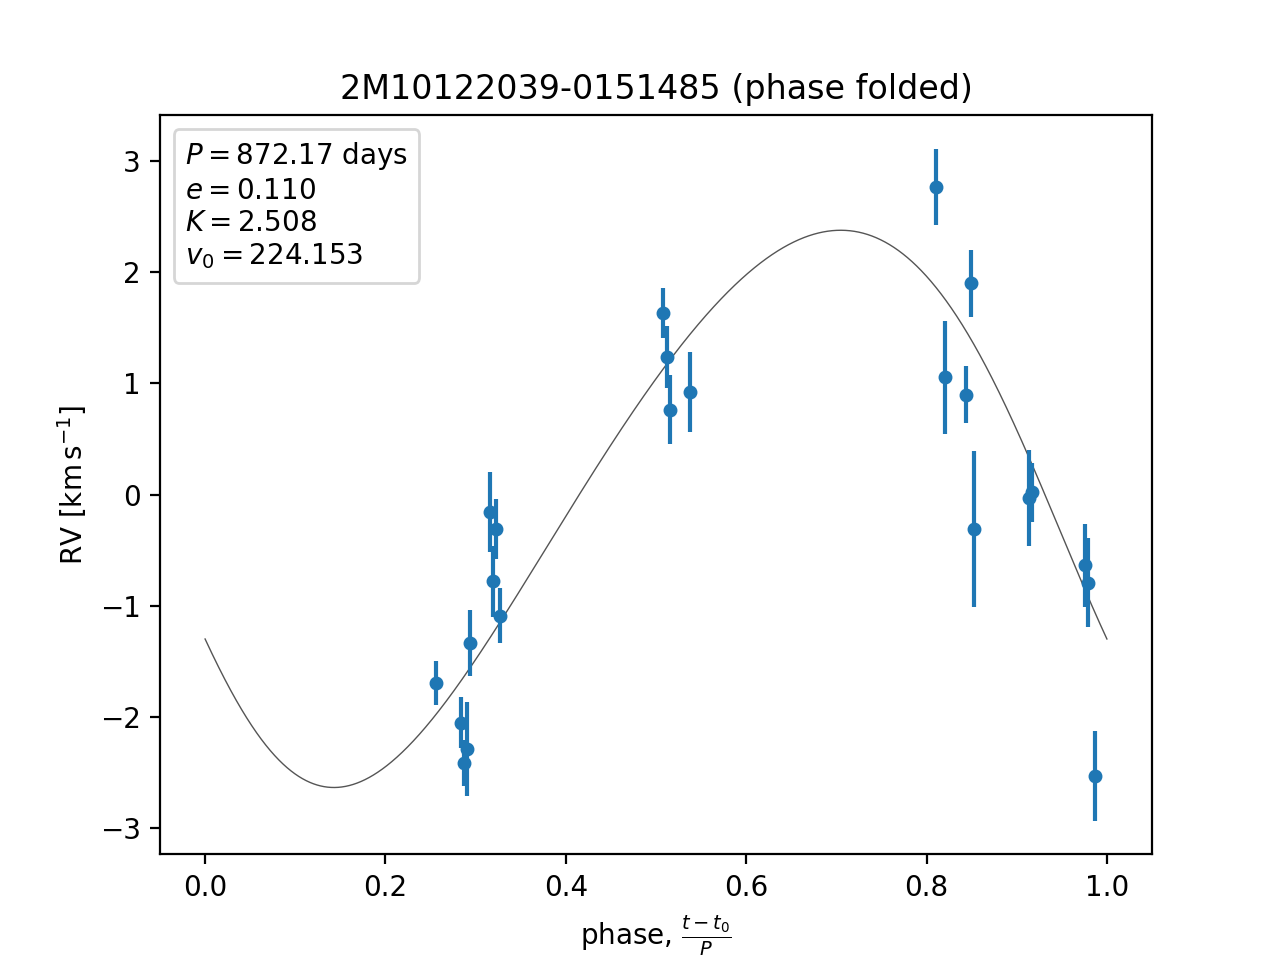 2M10122039-0151485 (phase folded)
P = 872.17 days
e = 0.110
K = 2.508
v₀ = 224.153
3
2
1
0
−1
−2
−3
RV [km s⁻¹]
0.0 0.2 0.4 0.6 0.8 1.0
phase, (t − t₀)/P